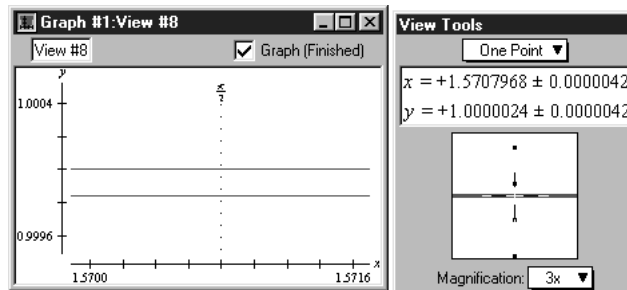 Graph #1:View #8
View #8
Graph (Finished)
y
π
2
1.0004
0.9996
1.5700
1.5716
x
View Tools
One Point
x = +1.5707968 ± 0.0000042
y = +1.0000024 ± 0.0000042
Magnification: 3x